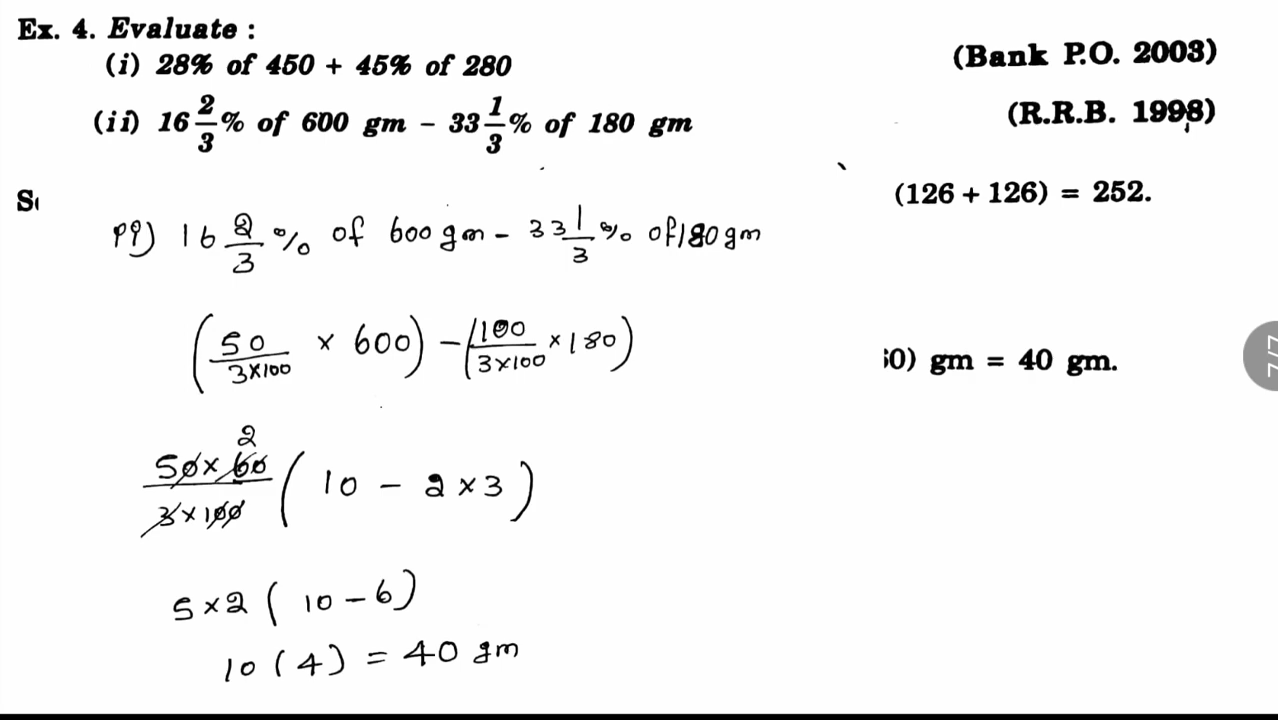 Ex. 4. Evaluate :
(i) 28% of 450 + 45% of 280 (Bank P.O. 2003)
(ii) 16 2/3 % of 600 gm – 33 1/3 % of 180 gm (R.R.B. 1998)
(126 + 126) = 252.
ii) 16 2/3 % of 600 gm – 33 1/3 % of 180 gm
(50/(3×100) × 600) – (100/(3×100) × 180)
0) gm = 40 gm.
2
50×60/(3×100) ( 10 – 2×3 )
5×2 ( 10 – 6 )
10 ( 4 ) = 40 gm